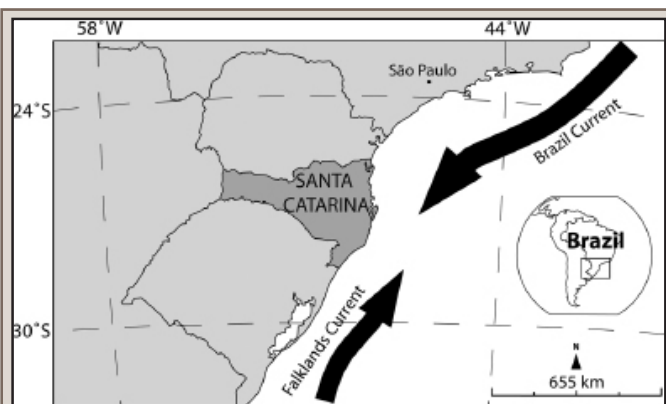 58°W
44°W
São Paulo
24°S
Brazil Current
SANTA
CATARINA
Brazil
Falklands Current
30°S
N
655 km